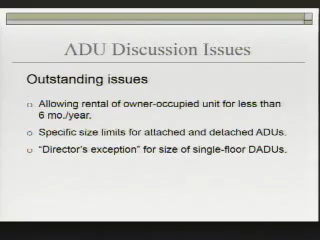 ADU Discussion Issues
Outstanding issues
Allowing rental of owner-occupied unit for less than
6 mo./year.
Specific size limits for attached and detached ADUs.
"Director's exception" for size of single-floor DADUs.